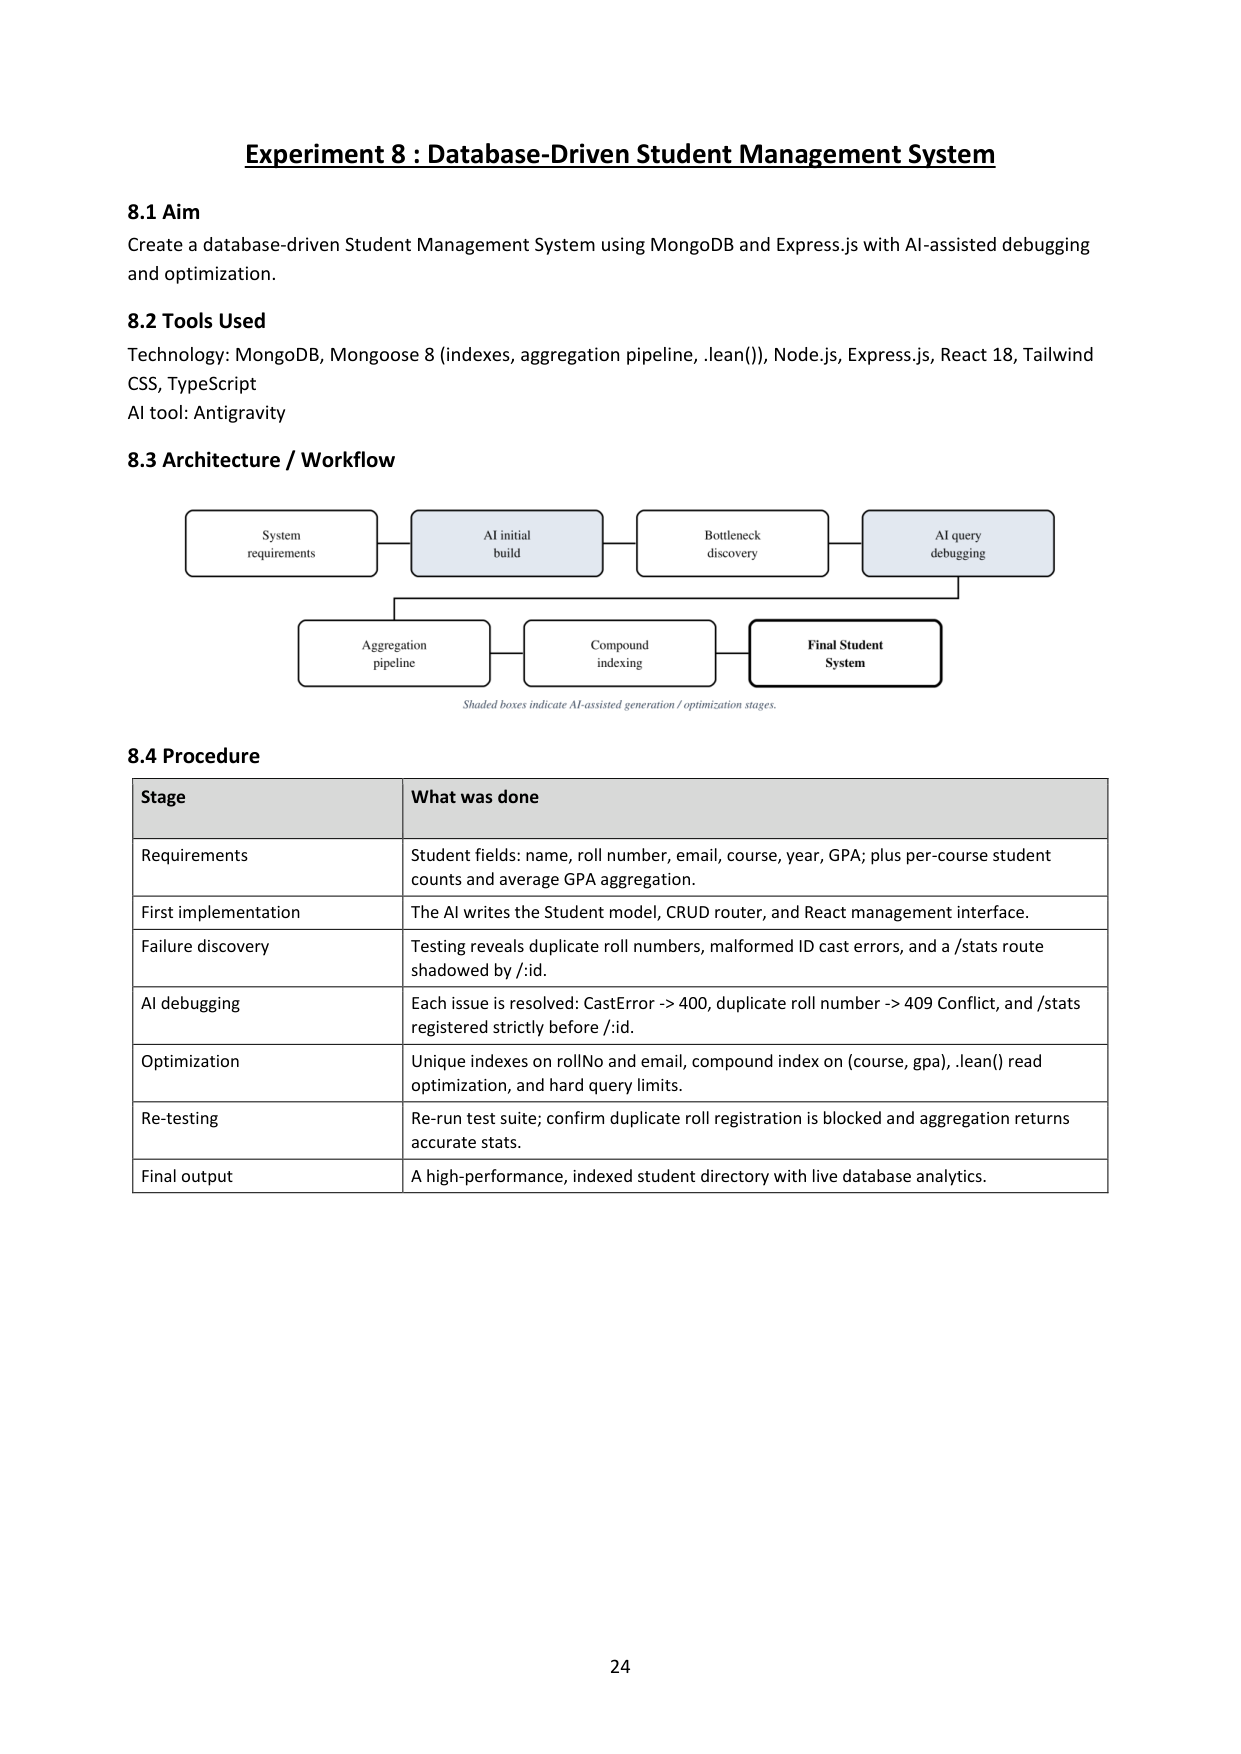 Experiment 8 : Database-Driven Student Management System
8.1 Aim
Create a database-driven Student Management System using MongoDB and Express.js with AI-assisted debugging
and optimization.
8.2 Tools Used
Technology: MongoDB, Mongoose 8 (indexes, aggregation pipeline, .lean()), Node.js, Express.js, React 18, Tailwind
CSS, TypeScript
AI tool: Antigravity
8.3 Architecture / Workflow
System
requirements
AI initial
build
Bottleneck
discovery
AI query
debugging
Aggregation
pipeline
Compound
indexing
Final Student
System
Shaded boxes indicate AI-assisted generation / optimization stages.
8.4 Procedure
Stage
What was done
Requirements
Student fields: name, roll number, email, course, year, GPA; plus per-course student
counts and average GPA aggregation.
First implementation
The AI writes the Student model, CRUD router, and React management interface.
Failure discovery
Testing reveals duplicate roll numbers, malformed ID cast errors, and a /stats route
shadowed by /:id.
AI debugging
Each issue is resolved: CastError -> 400, duplicate roll number -> 409 Conflict, and /stats
registered strictly before /:id.
Optimization
Unique indexes on rollNo and email, compound index on (course, gpa), .lean() read
optimization, and hard query limits.
Re-testing
Re-run test suite; confirm duplicate roll registration is blocked and aggregation returns
accurate stats.
Final output
A high-performance, indexed student directory with live database analytics.
24